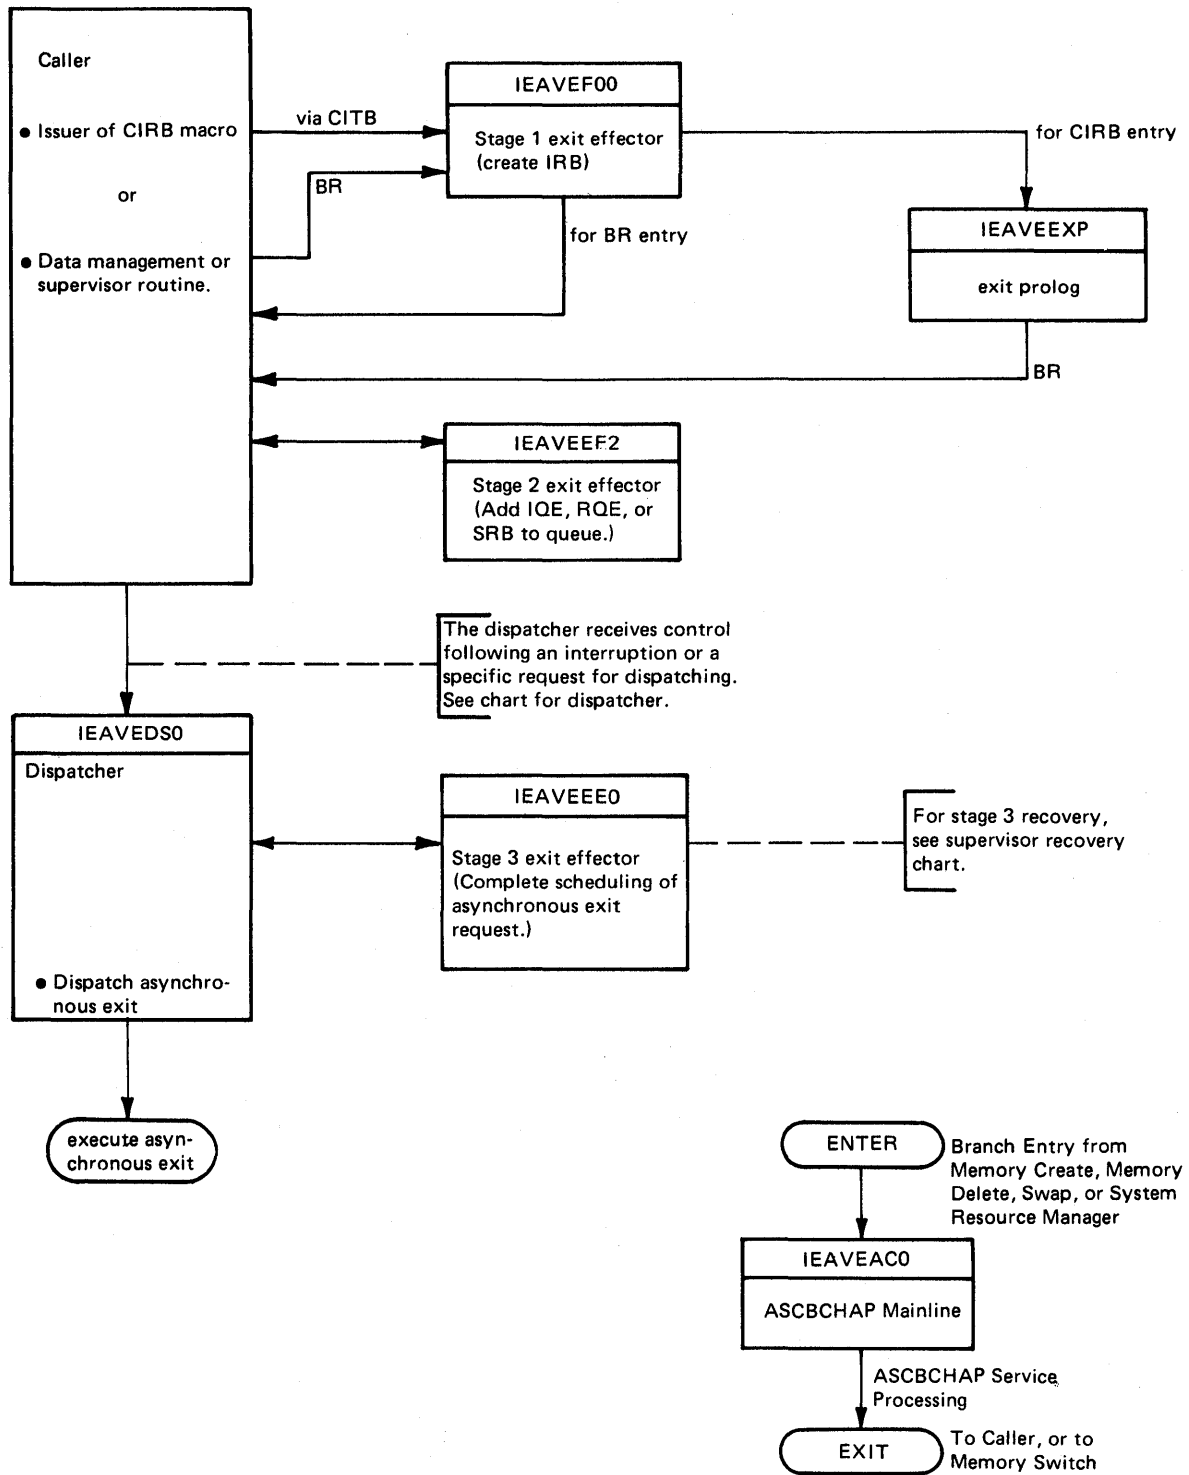 Caller
● Issuer of CIRB macro
or
● Data management or
supervisor routine.
via CITB
BR
IEAVEF00
Stage 1 exit effector
(create IRB)
for BR entry
for CIRB entry
IEAVEEXP
exit prolog
BR
IEAVEEF2
Stage 2 exit effector
(Add IQE, RQE, or
SRB to queue.)
The dispatcher receives control
following an interruption or a
specific request for dispatching.
See chart for dispatcher.
IEAVEDS0
Dispatcher
● Dispatch asynchro-
nous exit
IEAVEEE0
Stage 3 exit effector
(Complete scheduling of
asynchronous exit
request.)
For stage 3 recovery,
see supervisor recovery
chart.
execute asyn-
chronous exit
ENTER
Branch Entry from
Memory Create, Memory
Delete, Swap, or System
Resource Manager
IEAVEAC0
ASCBCHAP Mainline
ASCBCHAP Service
Processing
EXIT
To Caller, or to
Memory Switch